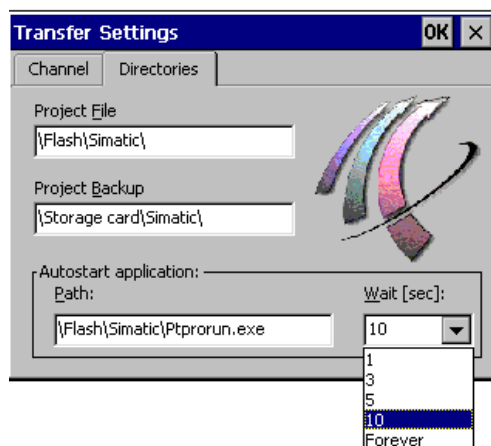 Transfer Settings OK ×
Channel Directories
Project File
\Flash\Simatic\
Project Backup
\Storage card\Simatic\
Autostart application:
Path: Wait [sec]:
\Flash\Simatic\Ptprorun.exe 10
1
3
5
10
Forever